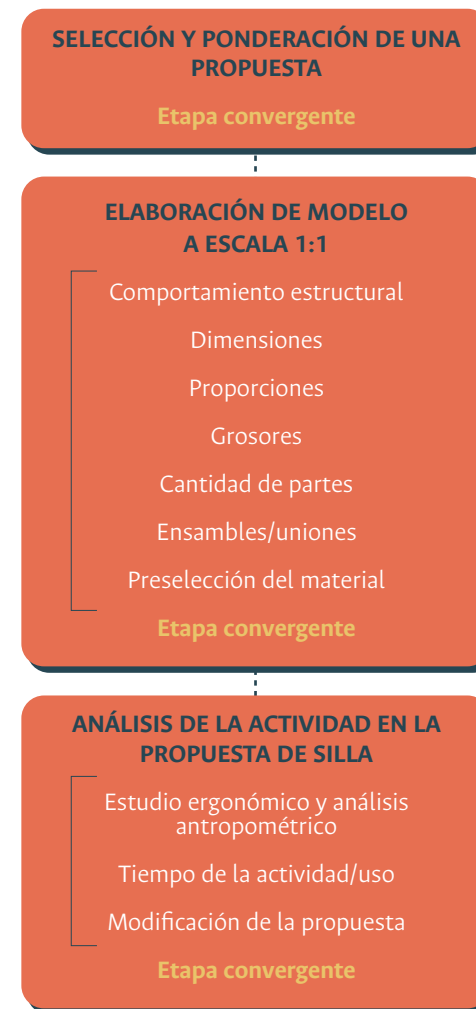 SELECCIÓN Y PONDERACIÓN DE UNA
PROPUESTA
Etapa convergente
ELABORACIÓN DE MODELO
A ESCALA 1:1
Comportamiento estructural
Dimensiones
Proporciones
Grosores
Cantidad de partes
Ensambles/uniones
Preselección del material
Etapa convergente
ANÁLISIS DE LA ACTIVIDAD EN LA
PROPUESTA DE SILLA
Estudio ergonómico y análisis
antropométrico
Tiempo de la actividad/uso
Modificación de la propuesta
Etapa convergente